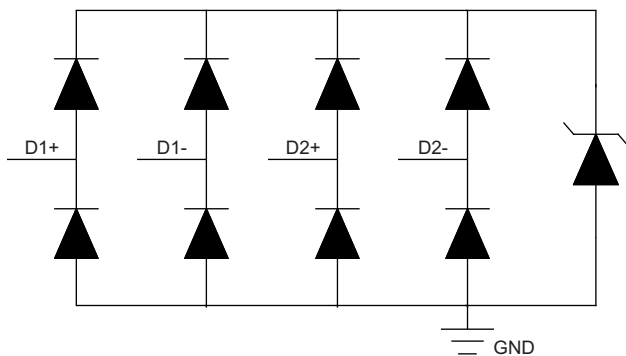 D1+
D1-
D2+
D2-
GND